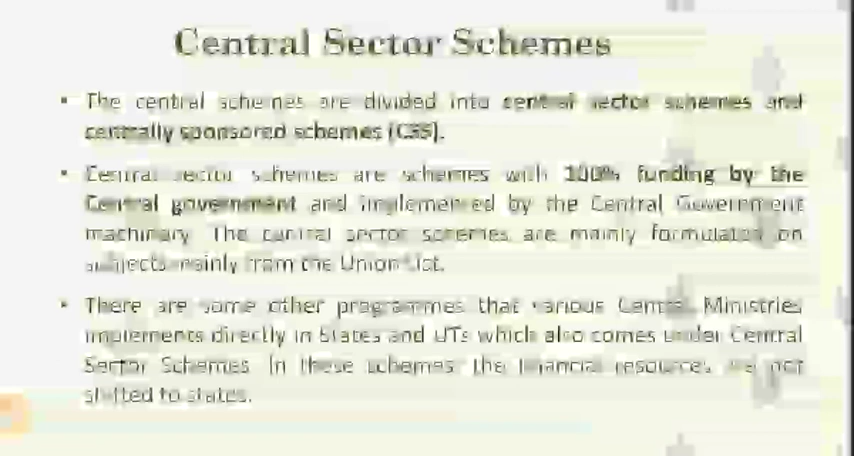 Central Sector Schemes
• The central schemes are divided into central sector schemes and
centrally sponsored schemes (CSS).
• Central sector schemes are schemes with 100% funding by the
Central government and implemented by the Central Government
machinery. The central sector schemes are mainly formulated on
subjects mainly from the Union List.
• There are some other programmes that various Central Ministries
implements directly in States and UTs which also comes under Central
Sector Schemes. In these schemes, the financial resources are not
shifted to states.